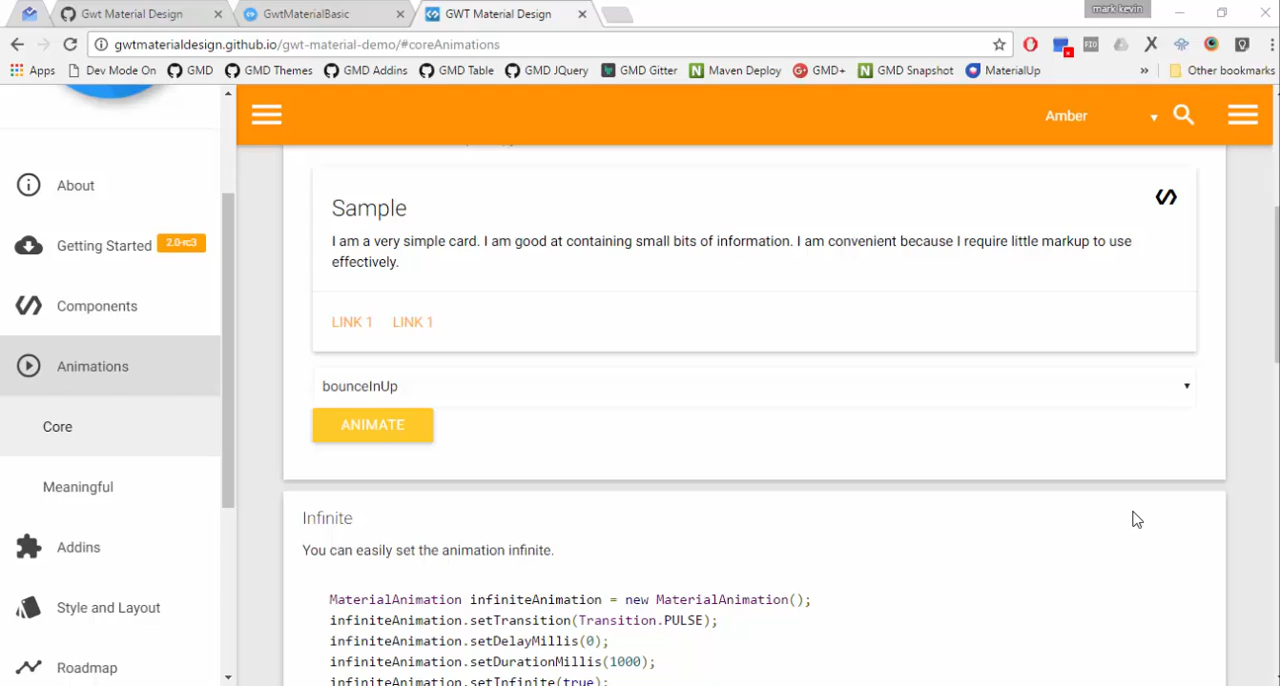 Gwt Material Design
GwtMaterialBasic
GWT Material Design
mark kevin
gwtmaterialdesign.github.io/gwt-material-demo/#coreAnimations
Apps
Dev Mode On
GMD
GMD Themes
GMD Addins
GMD Table
GMD JQuery
GMD Gitter
Maven Deploy
GMD+
GMD Snapshot
MaterialUp
»
Other bookmarks
Amber
About
Getting Started 2.0-rc3
Components
Animations
Core
Meaningful
Addins
Style and Layout
Roadmap
Sample
I am a very simple card. I am good at containing small bits of information. I am convenient because I require little markup to use
effectively.
LINK 1 LINK 1
bounceInUp
ANIMATE
Infinite
You can easily set the animation infinite.
MaterialAnimation infiniteAnimation = new MaterialAnimation();
infiniteAnimation.setTransition(Transition.PULSE);
infiniteAnimation.setDelayMillis(0);
infiniteAnimation.setDurationMillis(1000);
infiniteAnimation.setInfinite(true);